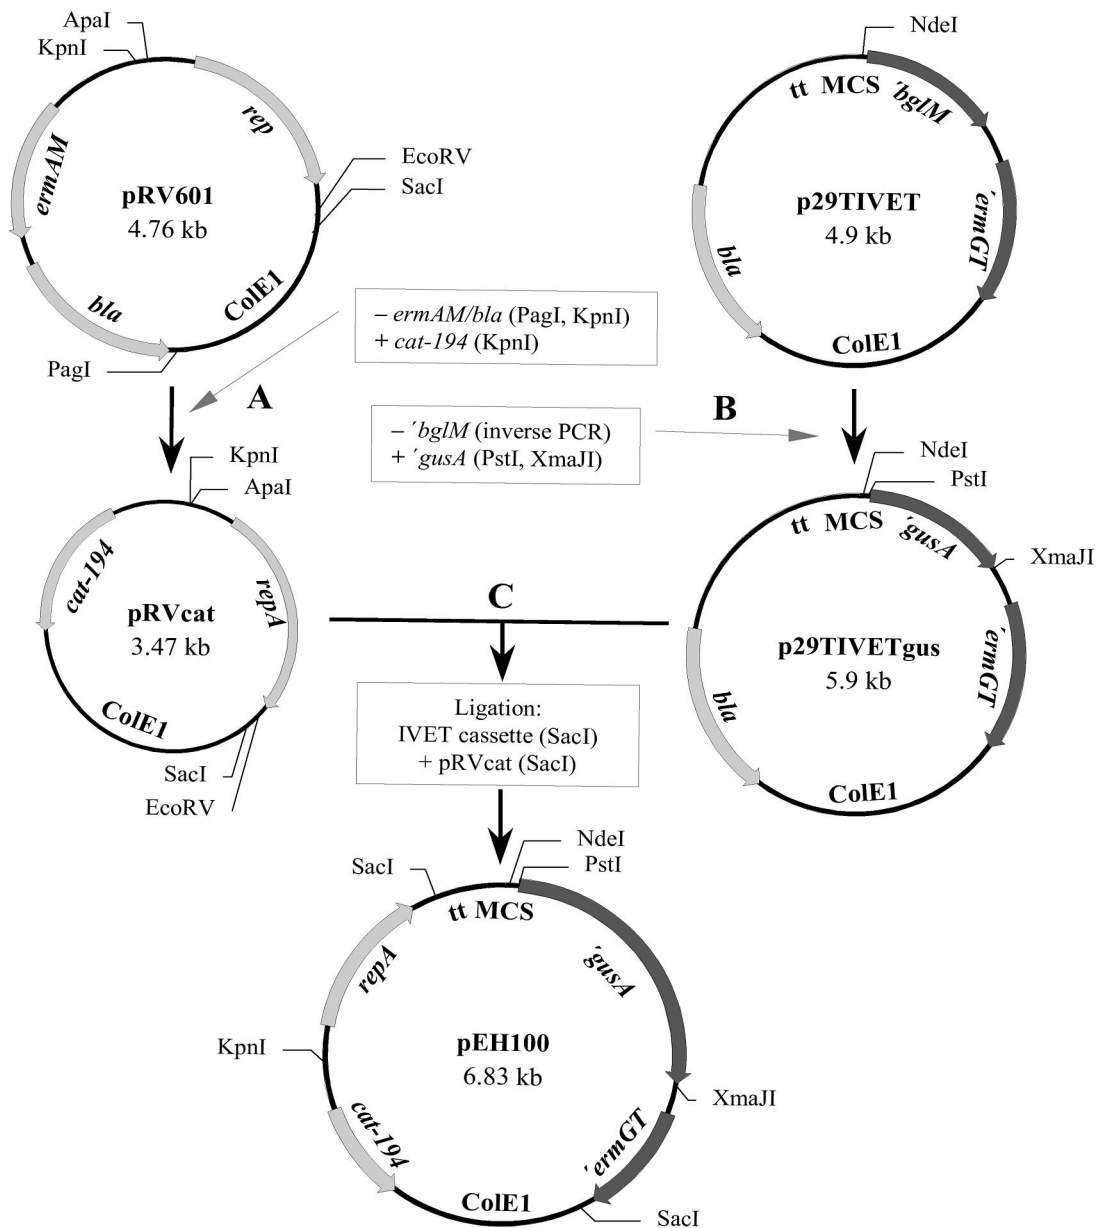 ApaI
KpnI
rep
ermAM
EcoRV
SacI
pRV601
4.76 kb
bla
ColE1
PagI
NdeI
tt MCS
´bglM
p29TIVET
4.9 kb
´ermGT
bla
ColE1
– ermAM/bla (PagI, KpnI)
+ cat-194 (KpnI)
A
B
– ´bglM (inverse PCR)
+ ´gusA (PstI, XmaJI)
KpnI
ApaI
cat-194
repA
pRVcat
3.47 kb
ColE1
SacI
EcoRV
C
NdeI
PstI
tt MCS
´gusA
XmaJI
p29TIVETgus
5.9 kb
´ermGT
bla
ColE1
Ligation:
IVET cassette (SacI)
+ pRVcat (SacI)
NdeI
PstI
SacI
tt MCS
repA
´gusA
pEH100
6.83 kb
KpnI
XmaJI
cat-194
´ermGT
ColE1
SacI